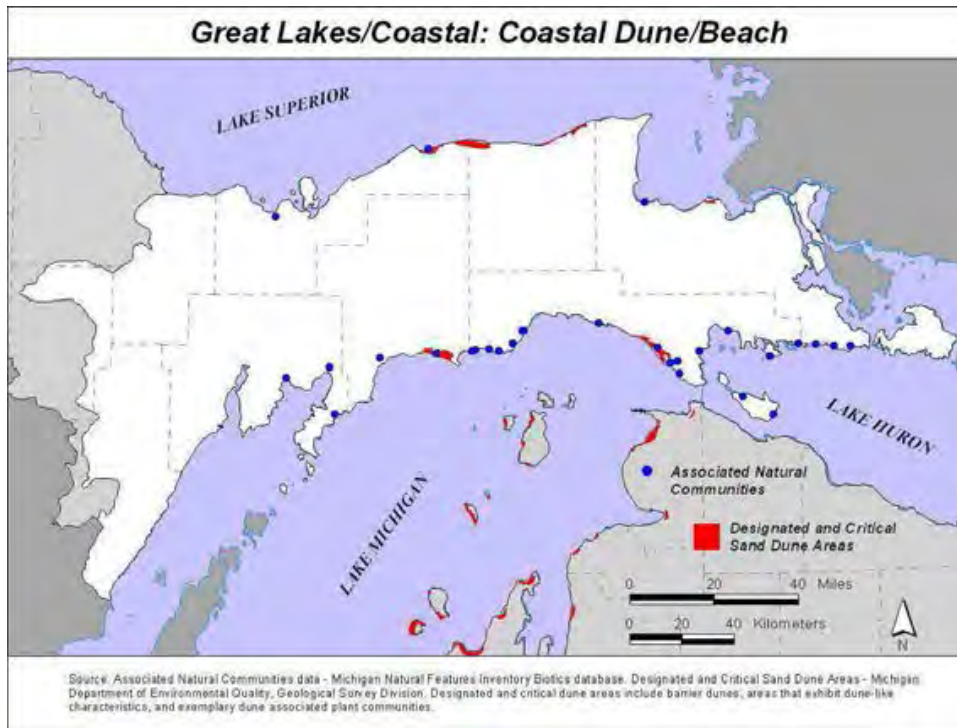 Great Lakes/Coastal: Coastal Dune/Beach
LAKE SUPERIOR
LAKE HURON
LAKE MICHIGAN
Associated Natural
Communities
Designated and Critical
Sand Dune Areas
0 20 40 Miles
0 20 40 Kilometers
N
Source: Associated Natural Communities data - Michigan Natural Features Inventory Biotics database. Designated and Critical Sand Dune Areas - Michigan
Department of Environmental Quality, Geological Survey Division. Designated and critical dune areas include barrier dunes, areas that exhibit dune-like
characteristics, and exemplary dune associated plant communities.